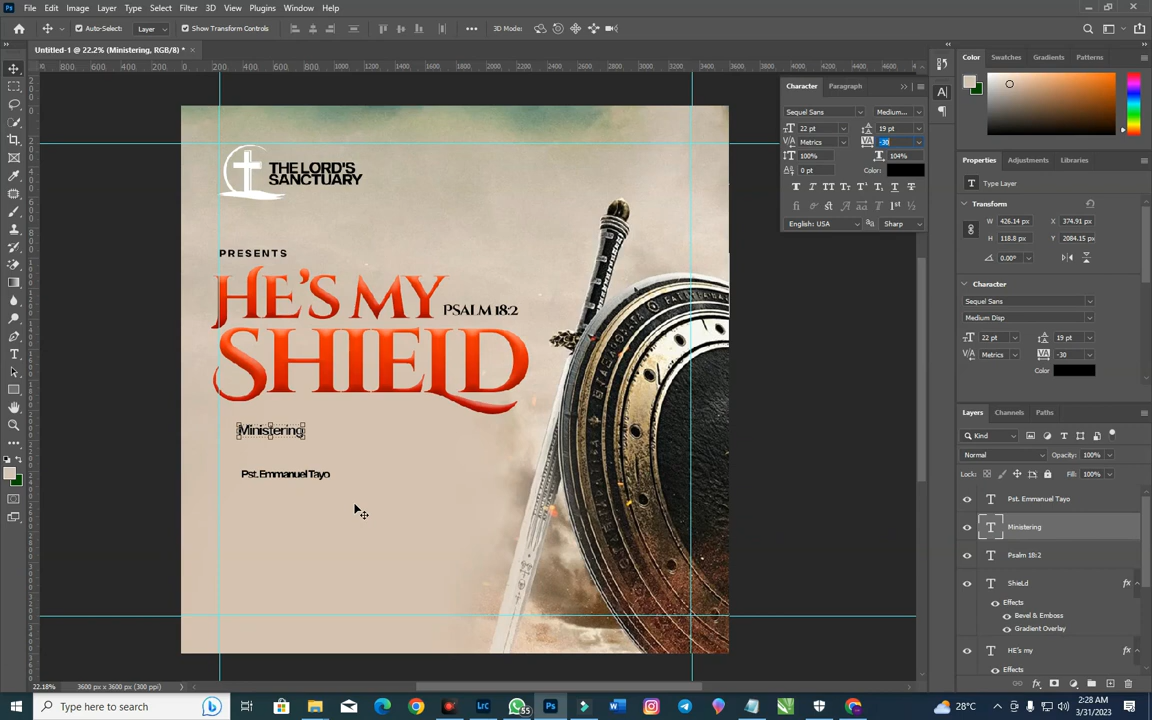 File Edit Image Layer Type Select Filter 3D View Plugins Window Help
Auto-Select: Layer Show Transform Controls 3D Mode:
Untitled-1 @ 22.2% (Ministering, RGB/8) *
THE LORD'S
SANCTUARY
PRESENTS
HE'S MY
PSALM 18:2
SHIELD
Ministering
Pst. Emmanuel Tayo
Character Paragraph
Sequel Sans Medium...
22 pt 19 pt
Metrics -30
100% 104%
0 pt Color:
English: USA Sharp
Color Swatches Gradients Patterns
Properties Adjustments Libraries
Type Layer
Transform
W 426.14 px X 374.91 px
H 118.8 px Y 2084.15 px
0.00°
Character
Sequel Sans
Medium Disp
22 pt 19 pt
Metrics -30
Color
Layers Channels Paths
Kind
Normal Opacity: 100%
Lock: Fill: 100%
Pst. Emmanuel Tayo
Ministering
Psalm 18:2
Shield fx
Effects
Bevel & Emboss
Gradient Overlay
HE's my fx
Effects
22.18% 3600 px x 3600 px (300 ppi)
Type here to search
55
28°C
2:28 AM
3/31/2023